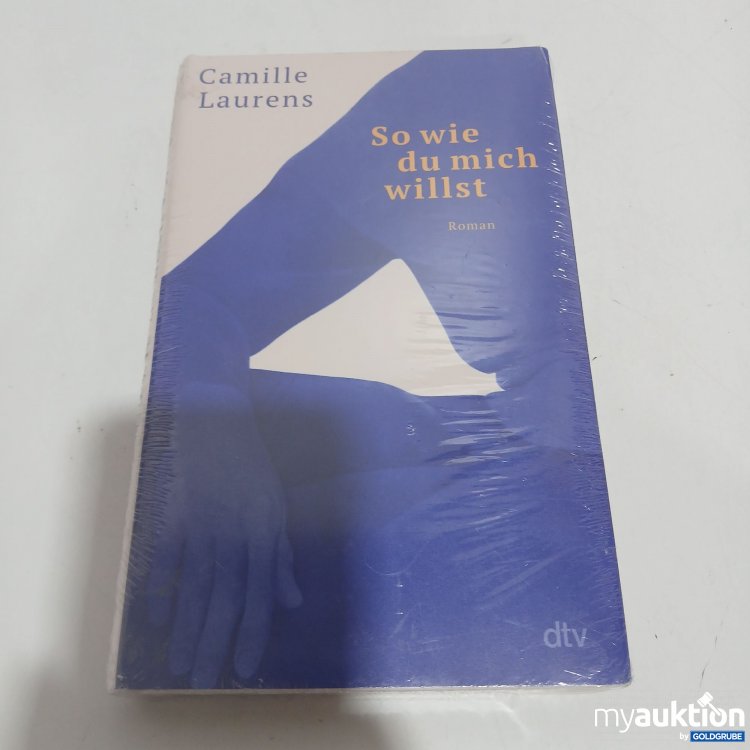 Camille
Laurens
So wie
du mich
willst
Roman
dtv
myauktion
by GOLDGRUBE